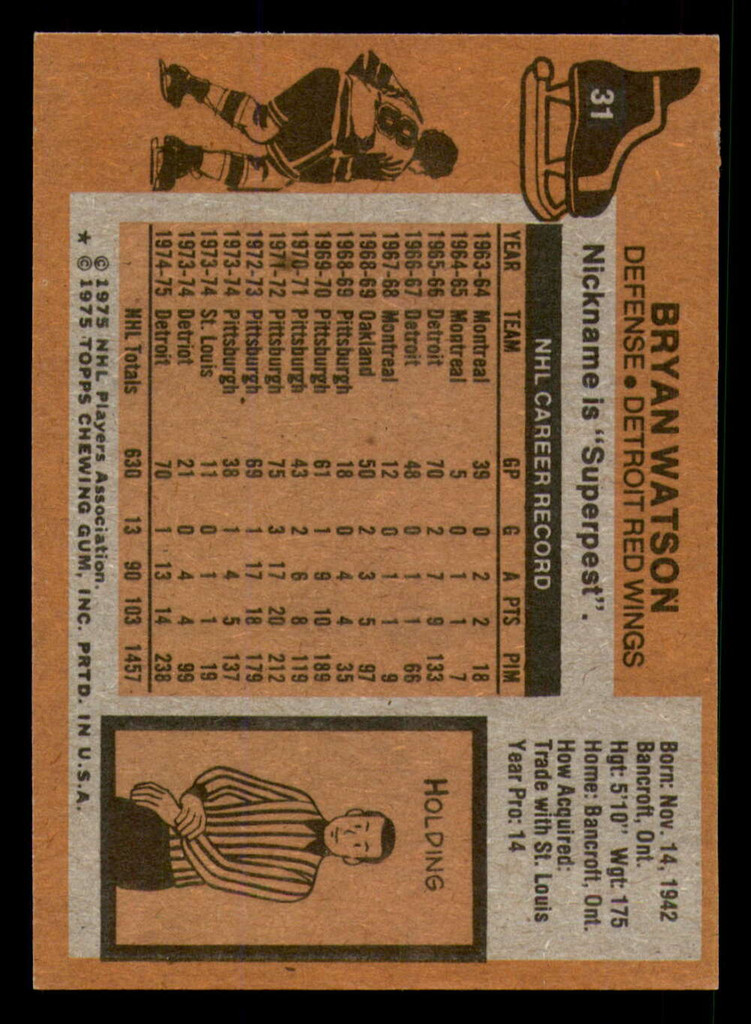 31
8
BRYAN WATSON
DEFENSE • DETROIT RED WINGS
Nickname is "Superpest".
NHL CAREER RECORD
YEAR TEAM GP G A PTS PIM
1963-64 Montreal 39 0 2 2 18
1964-65 Montreal 5 0 1 1 7
1965-66 Detroit 70 2 7 9 133
1966-67 Detroit 48 0 1 1 66
1967-68 Montreal 12 0 1 1 9
1968-69 Oakland 50 2 3 5 97
1968-69 Pittsburgh 18 0 4 4 35
1969-70 Pittsburgh 61 1 9 10 189
1970-71 Pittsburgh 43 2 6 8 119
1971-72 Pittsburgh 75 3 17 20 212
1972-73 Pittsburgh 69 1 17 18 179
1973-74 Pittsburgh 38 1 4 5 137
1973-74 St. Louis 11 0 1 1 19
1973-74 Detriot 21 0 4 4 99
1974-75 Detroit 70 1 13 14 238
NHL Totals 630 13 90 103 1457
© 1975 NHL Players Association.
* © 1975 TOPPS CHEWING GUM, INC. PRTD. IN U.S.A.
Born: Nov. 14, 1942
Bancroft, Ont.
Hgt: 5'10" Wgt: 175
Home: Bancroft, Ont.
How Acquired:
Trade with St. Louis
Year Pro: 14
HOLDING